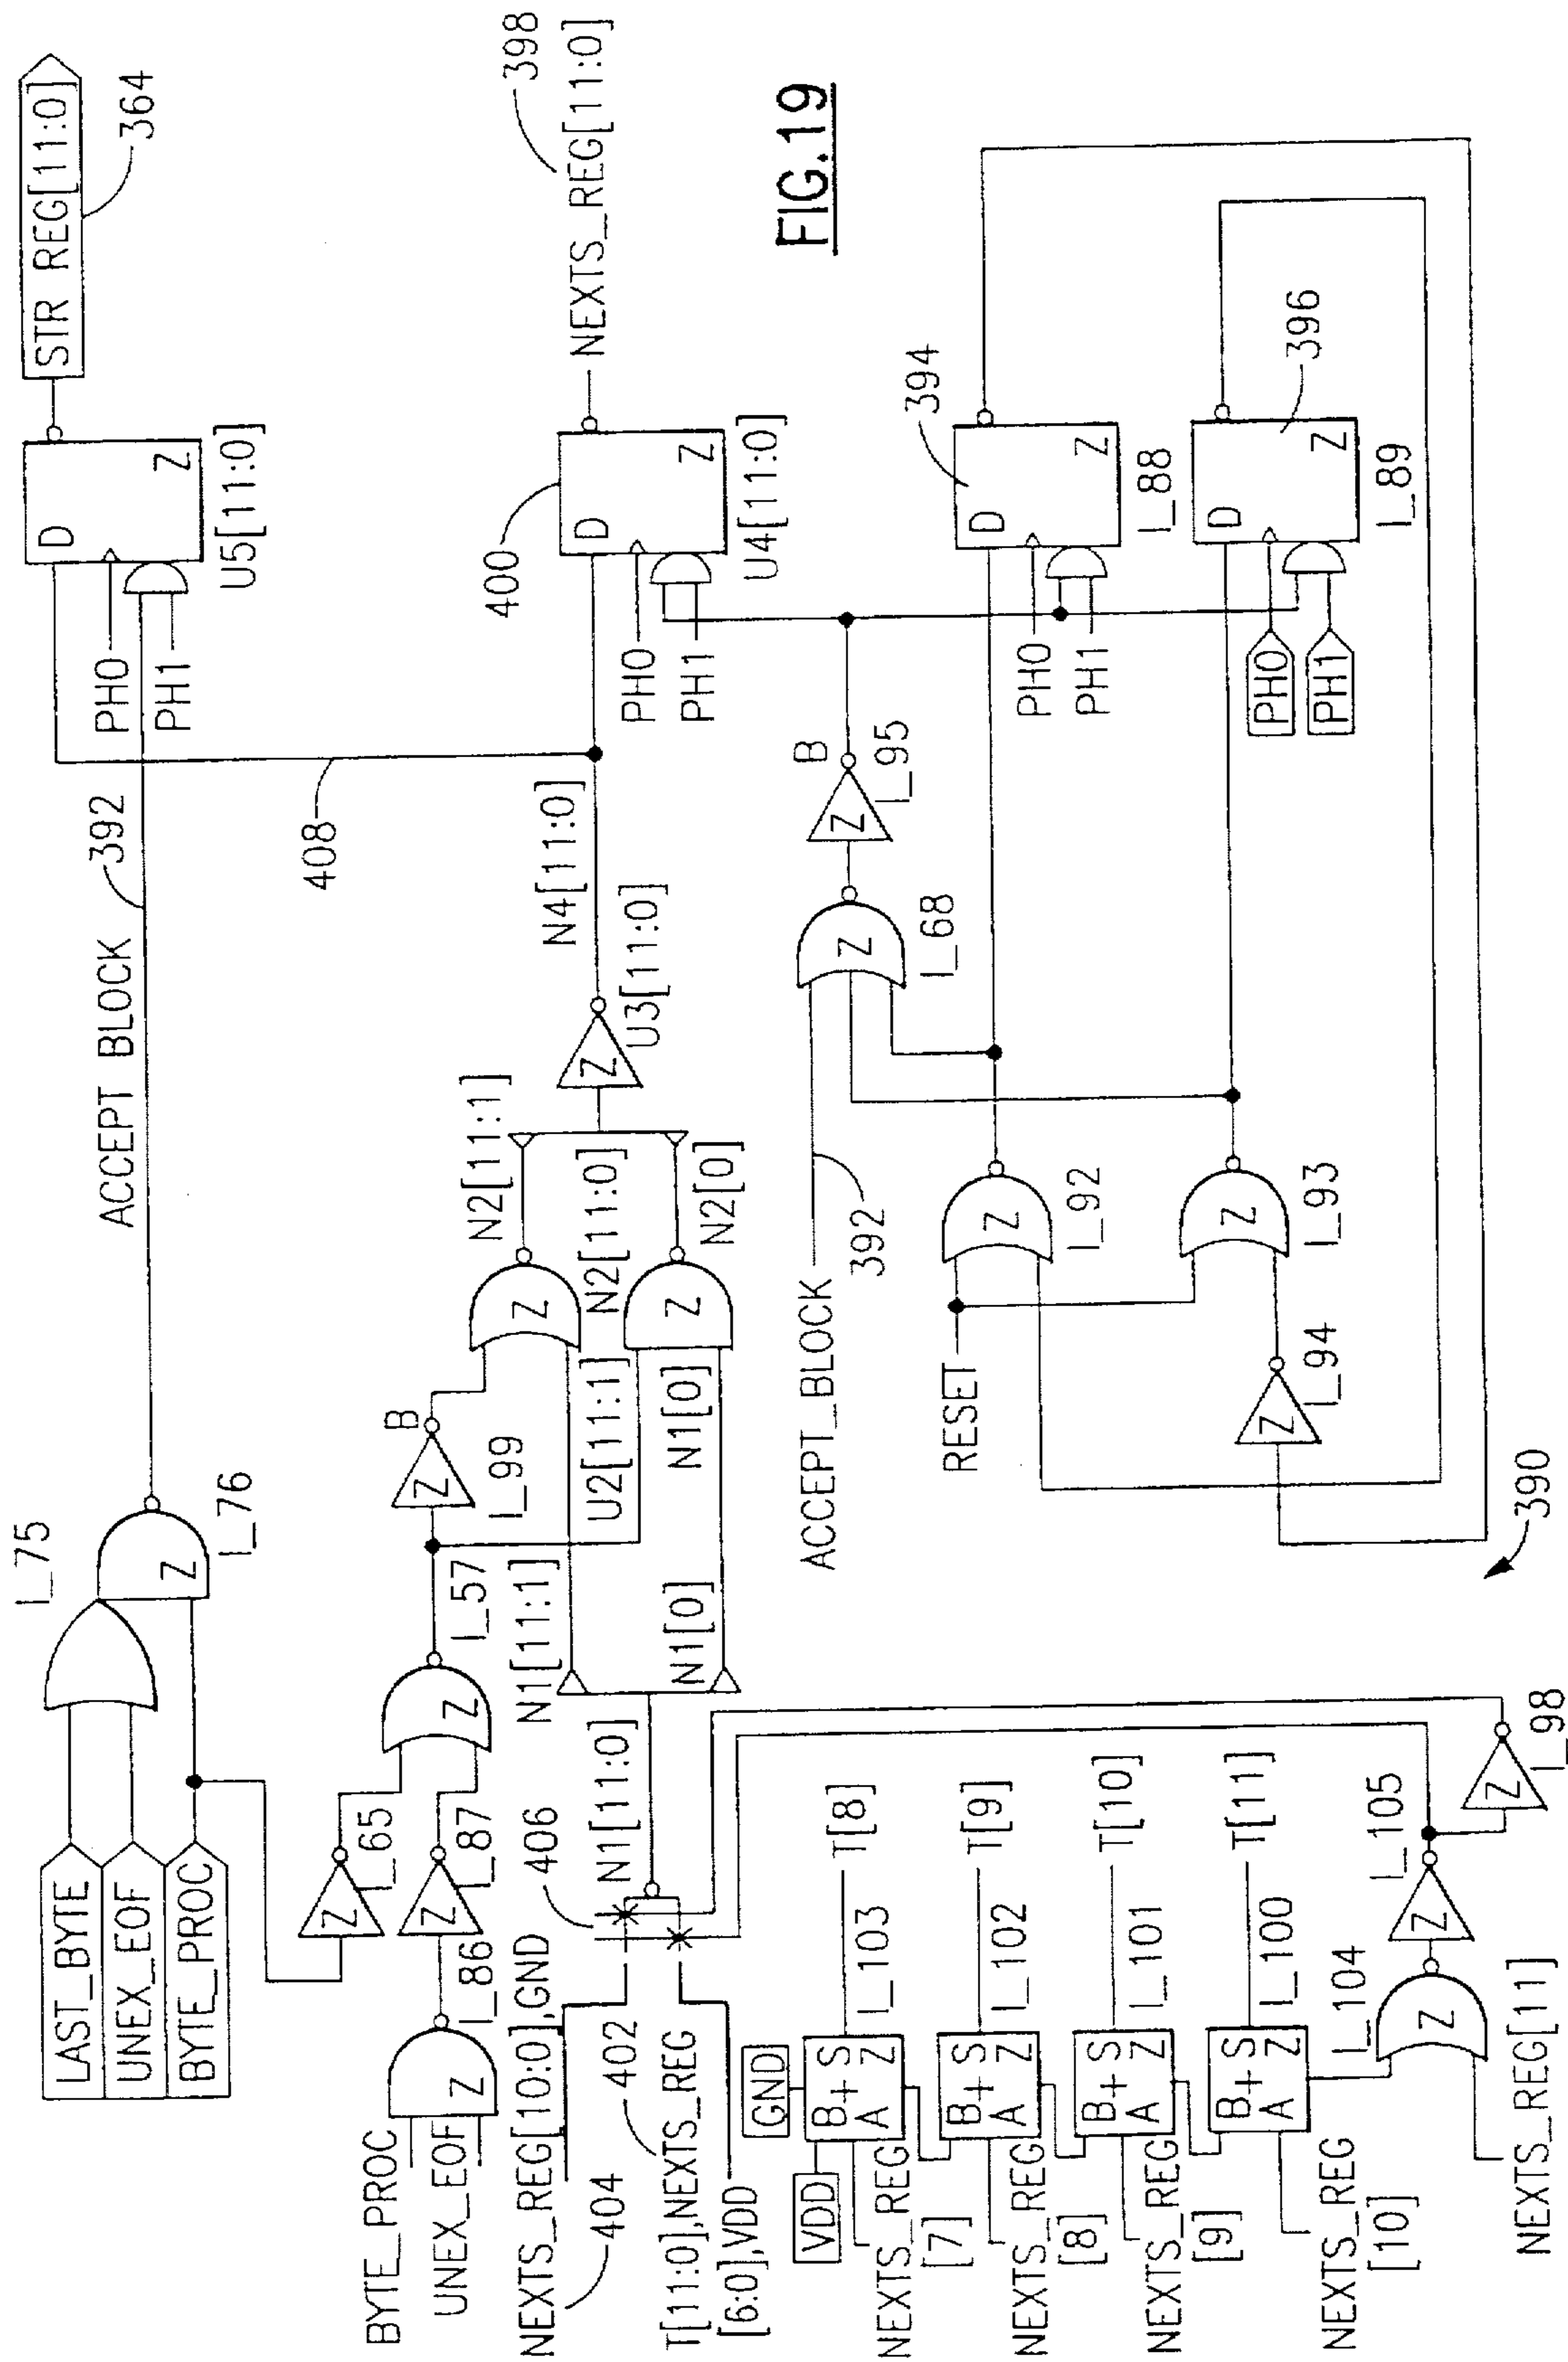 STR REG[11:0]
364
D
Z
PH0
PH1
U5[11:0]
ACCEPT BLOCK
392
I_75
Z
I_76
LAST_BYTE
UNEX_EOF
BYTE_PROC
408
NEXTS_REG[11:0]
398
400
D
Z
PH0
PH1
U4[11:0]
N4[11:0]
Z
U3[11:0]
N2[11:1]
N2[11:0]
N2[0]
Z
U2[11:1]
Z
N1[0]
B
Z
I_99
Z
I_57
N1[11:1]
N1[0]
N1[11:0]
Z
I_65
Z
I_87
Z
I_86
BYTE_PROC
UNEX_EOF
406
NEXTS_REG[10:0],GND
404
402
T[11:0],NEXTS_REG
[6:0],VDD
FIG.19
394
D
Z
I_88
PH0
PH1
396
D
Z
I_89
PH0
PH1
B
Z
I_95
Z
I_68
ACCEPT_BLOCK
392
RESET
Z
I_92
Z
I_93
Z
I_94
390
GND
VDD
B+S
A Z
I_103
T[8]
NEXTS_REG
[7]
B+S
A Z
I_102
T[9]
NEXTS_REG
[8]
B+S
A Z
I_101
T[10]
NEXTS_REG
[9]
B+S
A Z
I_100
T[11]
NEXTS_REG
[10]
I_104
Z
NEXTS_REG[11]
Z
I_105
Z
I_98